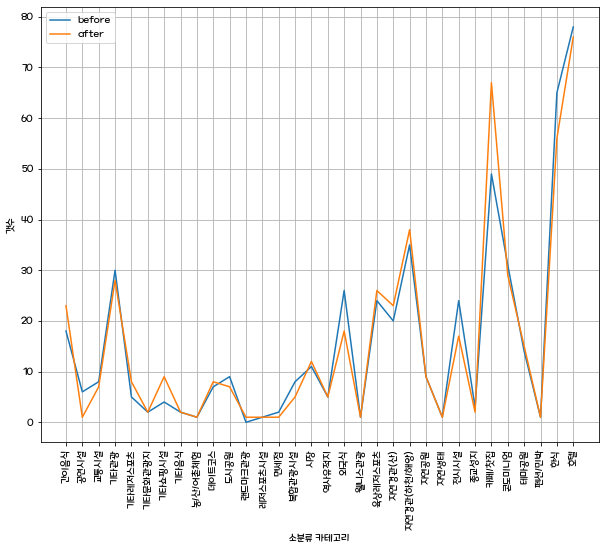 before
after
80
70
60
50
40
30
20
10
0
갯수
간이음식
공연시설
교통시설
기타관광
기타레저스포츠
기타문화관광지
기타쇼핑시설
기타음식
농/산/어촌체험
데이트코스
도시공원
랜드마크관광
레저스포츠시설
면세점
복합관광시설
시장
역사유적지
외국식
웰니스관광
육상레저스포츠
자연경관(산)
자연경관(하천/해양)
자연공원
자연생태
전시시설
종교성지
카페/찻집
콘도미니엄
테마공원
펜션/민박
한식
호텔
소분류 카테고리